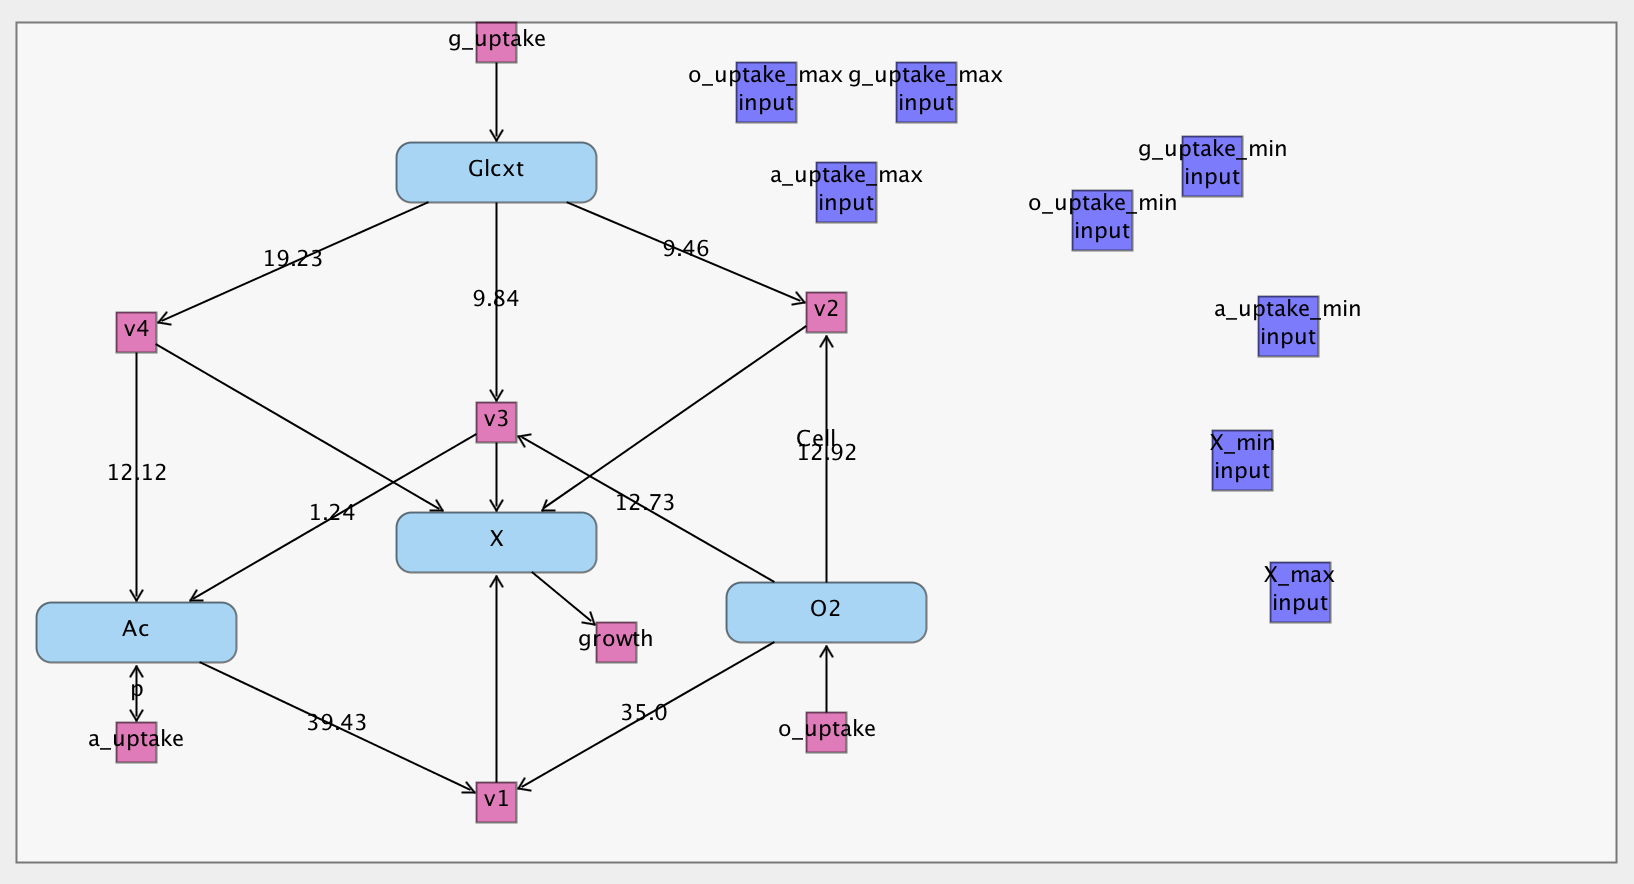 g_uptake
o_uptake_max
input
g_uptake_max
input
g_uptake_min
input
Glcxt
a_uptake_max
input
o_uptake_min
input
19.23
9.46
9.84
v4
v2
a_uptake_min
input
v3
Cell
12.92
X_min
input
12.12
1.24
12.73
X
X_max
input
Ac
O2
growth
p
39.43
35.0
a_uptake
o_uptake
v1